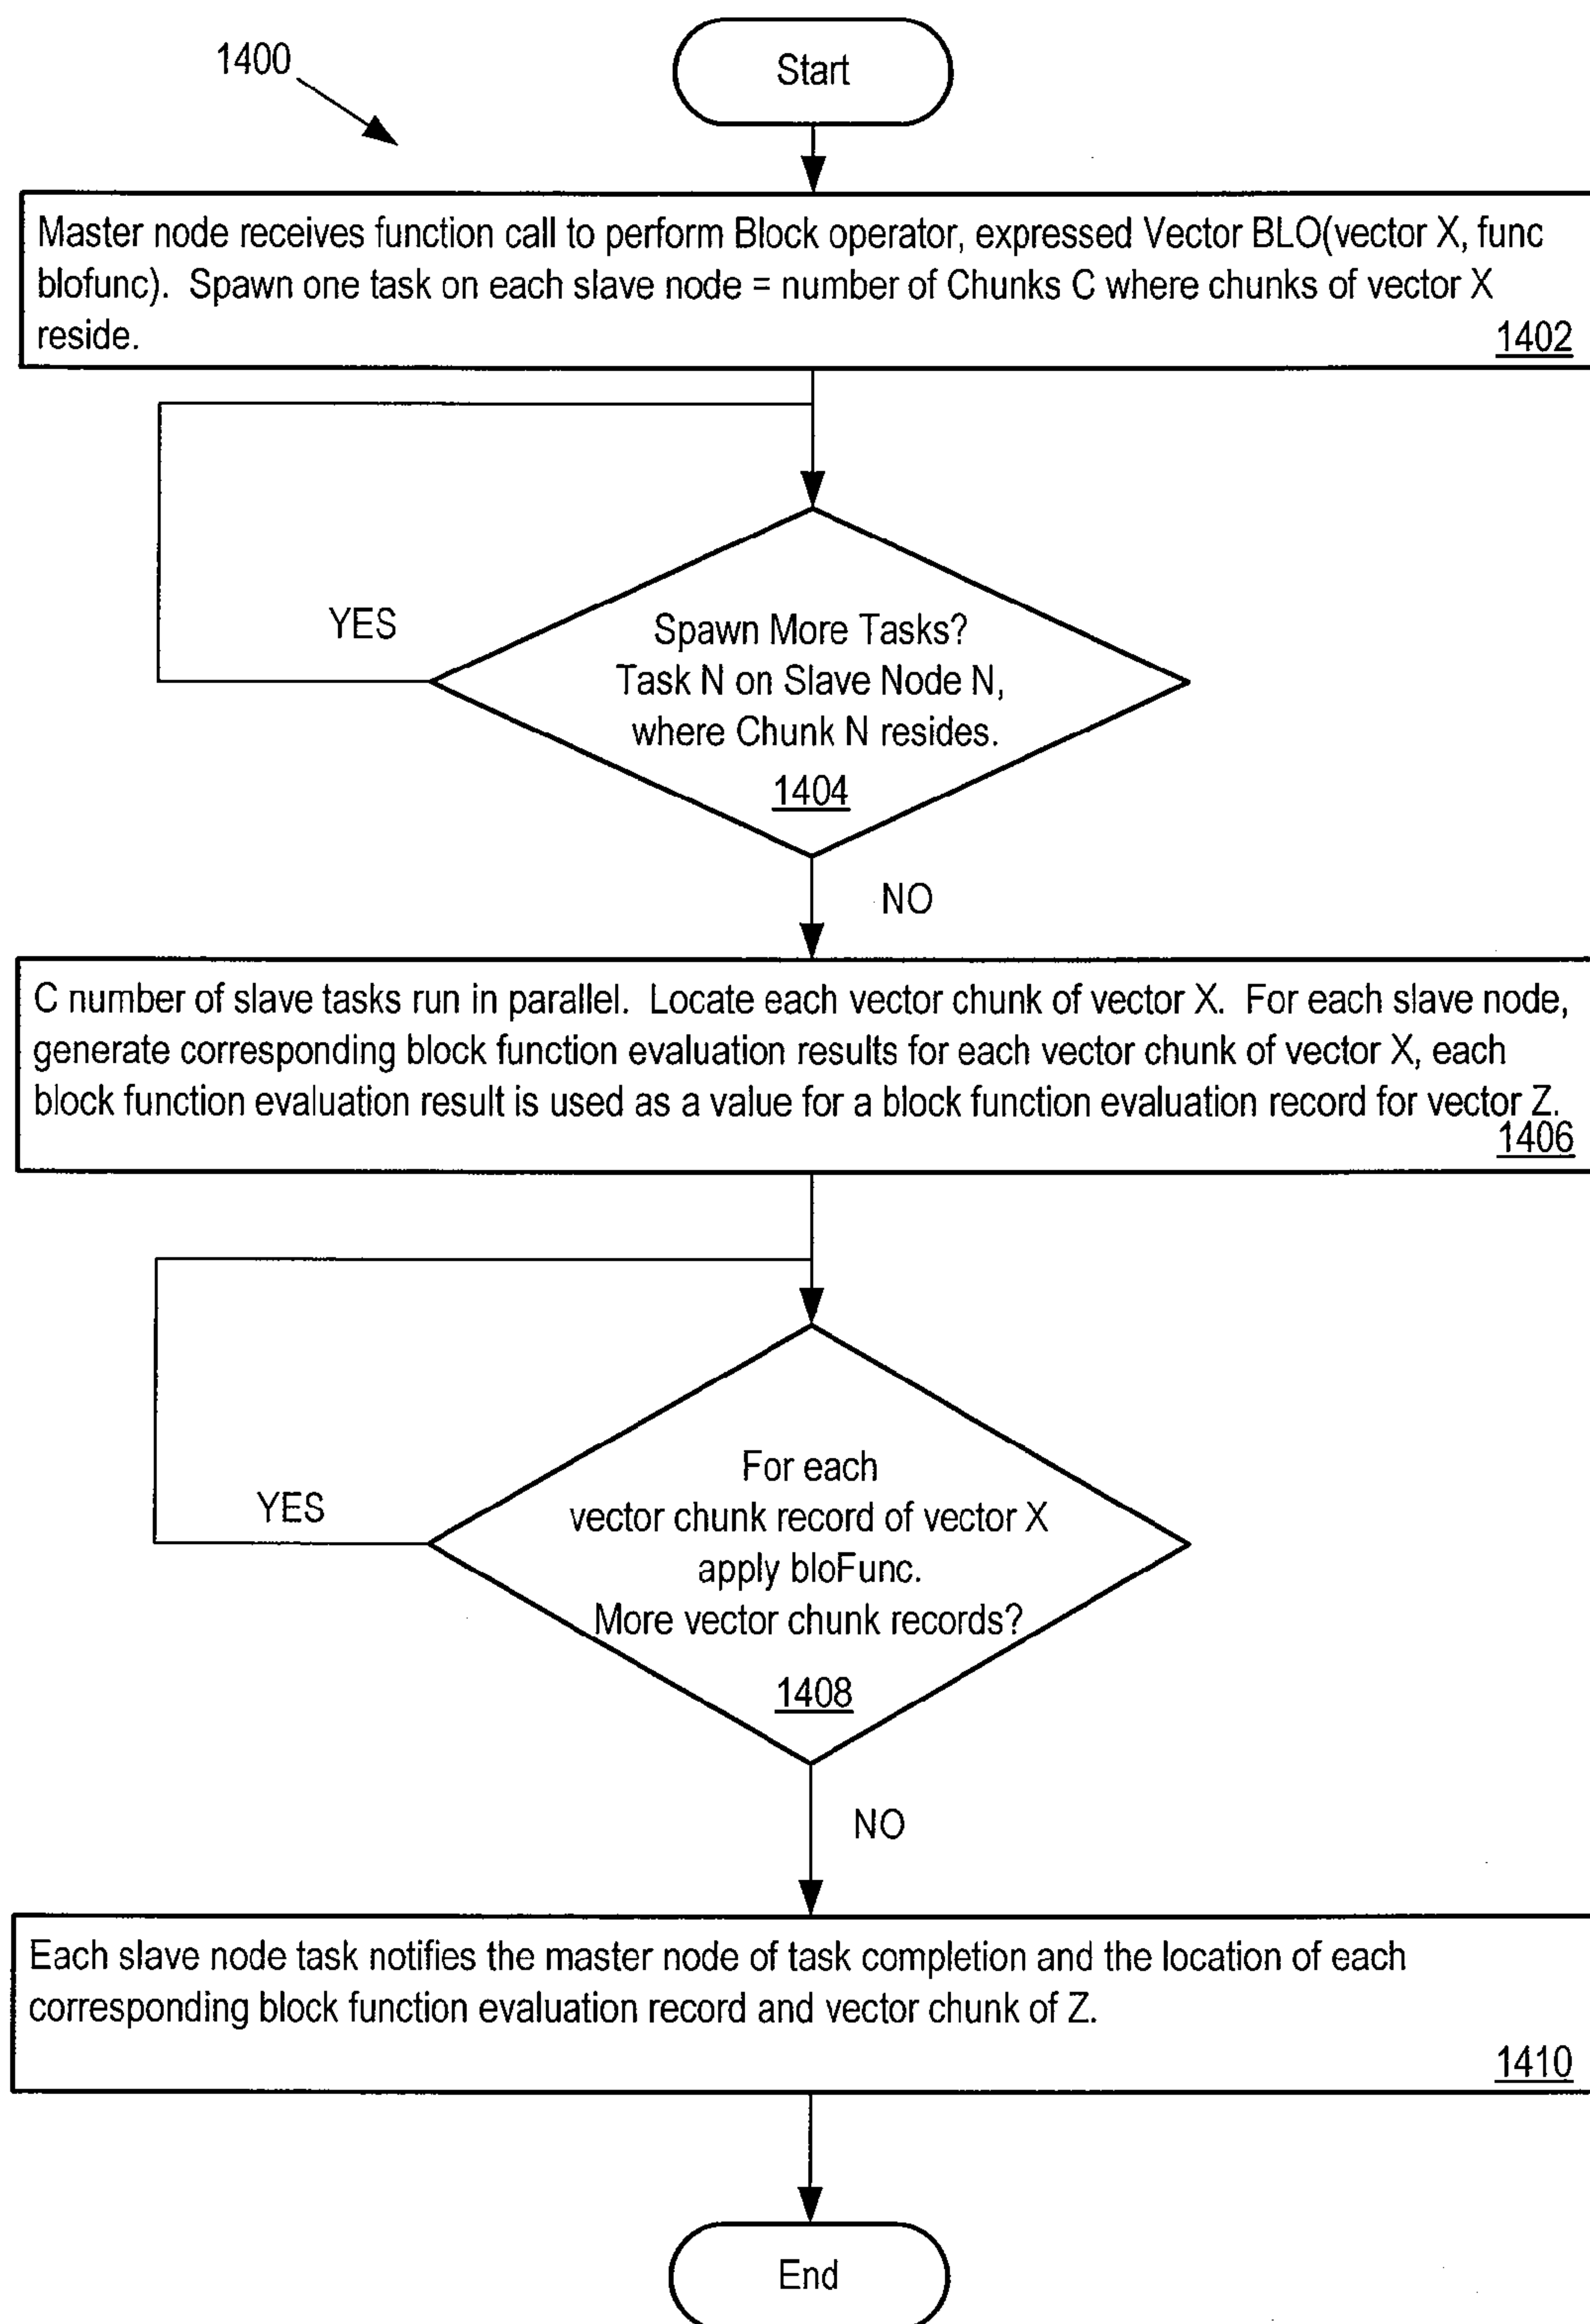 1400
Start
Master node receives function call to perform Block operator, expressed Vector BLO(vector X, func
blofunc). Spawn one task on each slave node = number of Chunks C where chunks of vector X
reside.
1402
YES
Spawn More Tasks?
Task N on Slave Node N,
where Chunk N resides.
1404
NO
C number of slave tasks run in parallel. Locate each vector chunk of vector X. For each slave node,
generate corresponding block function evaluation results for each vector chunk of vector X, each
block function evaluation result is used as a value for a block function evaluation record for vector Z.
1406
YES
For each
vector chunk record of vector X
apply bloFunc.
More vector chunk records?
1408
NO
Each slave node task notifies the master node of task completion and the location of each
corresponding block function evaluation record and vector chunk of Z.
1410
End